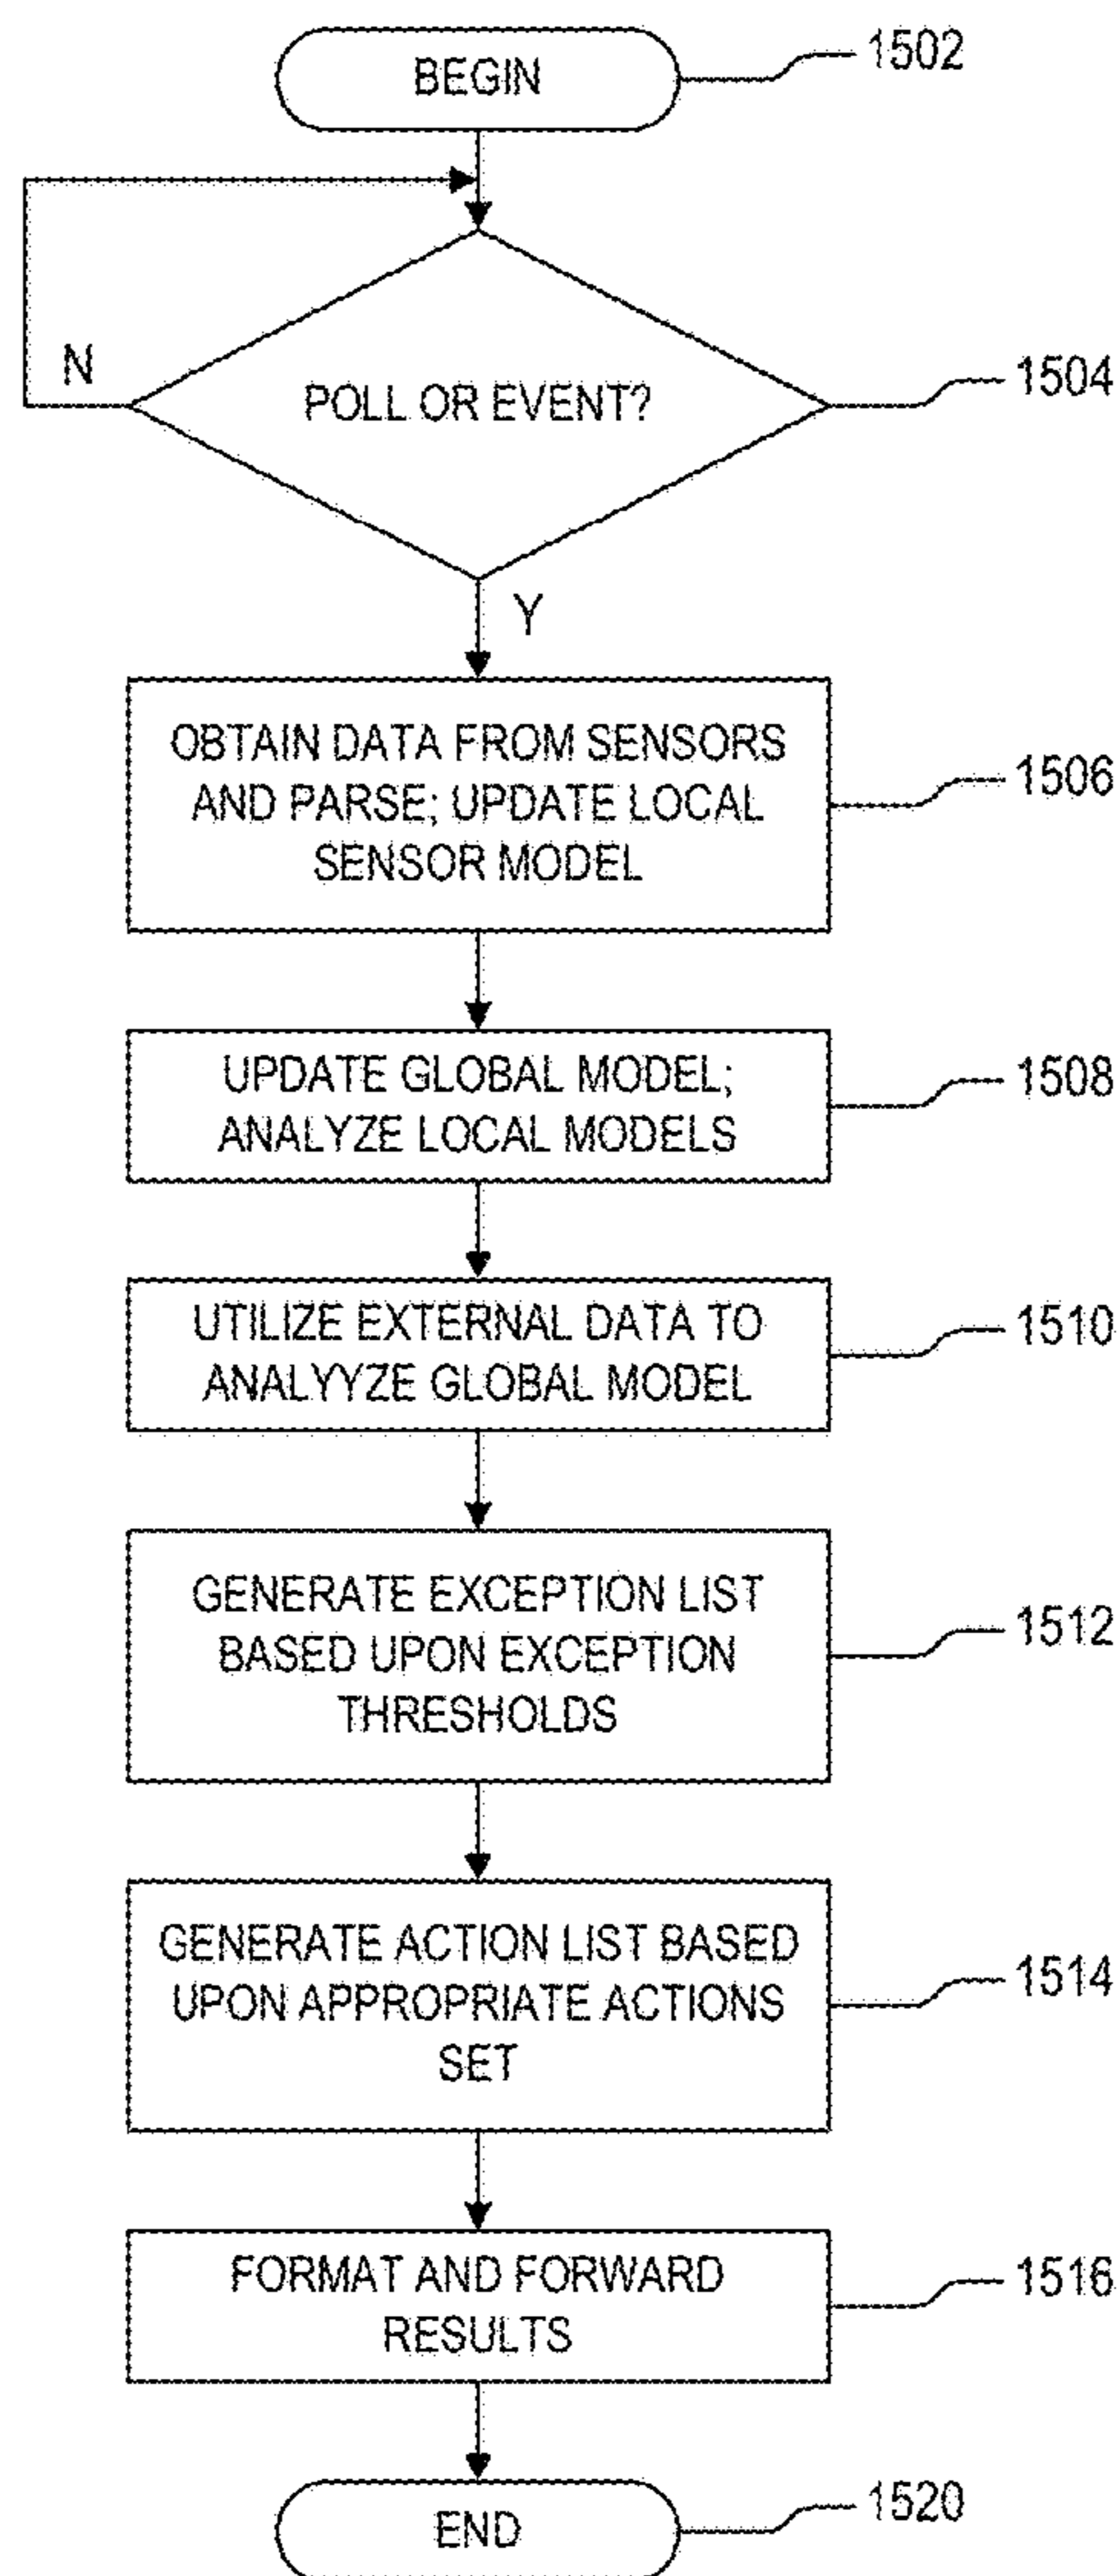 BEGIN
1502
N
POLL OR EVENT?
1504
Y
OBTAIN DATA FROM SENSORS
AND PARSE; UPDATE LOCAL
SENSOR MODEL
1506
UPDATE GLOBAL MODEL;
ANALYZE LOCAL MODELS
1508
UTILIZE EXTERNAL DATA TO
ANALYYZE GLOBAL MODEL
1510
GENERATE EXCEPTION LIST
BASED UPON EXCEPTION
THRESHOLDS
1512
GENERATE ACTION LIST BASED
UPON APPROPRIATE ACTIONS
SET
1514
FORMAT AND FORWARD
RESULTS
1516
END
1520